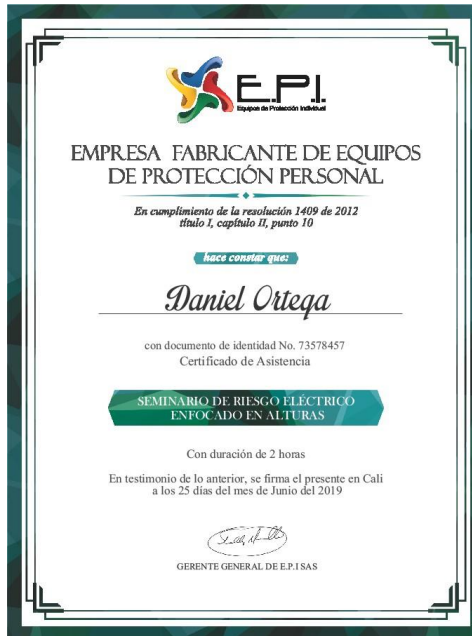 E.P.I.
Equipos de Protección Individual
EMPRESA FABRICANTE DE EQUIPOS
DE PROTECCIÓN PERSONAL
En cumplimiento de la resolución 1409 de 2012
título I, capítulo II, punto 10
hace constar que:
Daniel Ortega
con documento de identidad No. 73578457
Certificado de Asistencia
SEMINARIO DE RIESGO ELÉCTRICO
ENFOCADO EN ALTURAS
Con duración de 2 horas
En testimonio de lo anterior, se firma el presente en Cali
a los 25 días del mes de Junio del 2019
GERENTE GENERAL DE E.P.I SAS